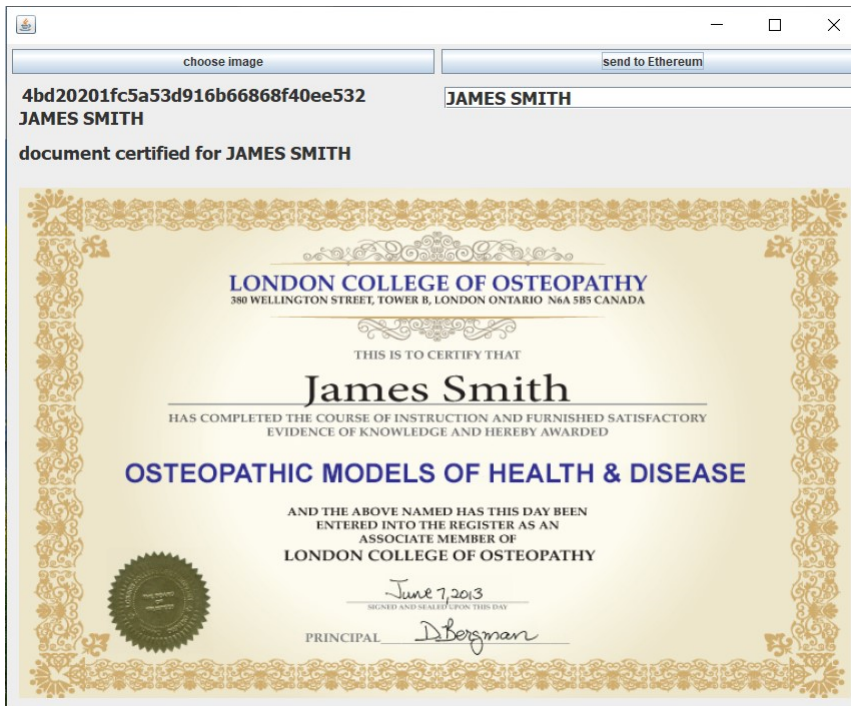 choose image
send to Ethereum
4bd20201fc5a53d916b66868f40ee532
JAMES SMITH
JAMES SMITH
document certified for JAMES SMITH
LONDON COLLEGE OF OSTEOPATHY
380 WELLINGTON STREET, TOWER B, LONDON ONTARIO N6A 5B5 CANADA
THIS IS TO CERTIFY THAT
James Smith
HAS COMPLETED THE COURSE OF INSTRUCTION AND FURNISHED SATISFACTORY
EVIDENCE OF KNOWLEDGE AND HEREBY AWARDED
OSTEOPATHIC MODELS OF HEALTH & DISEASE
AND THE ABOVE NAMED HAS THIS DAY BEEN
ENTERED INTO THE REGISTER AS AN
ASSOCIATE MEMBER OF
LONDON COLLEGE OF OSTEOPATHY
June 7, 2013
SIGNED AND SEALED UPON THIS DAY
PRINCIPAL D. Bergman